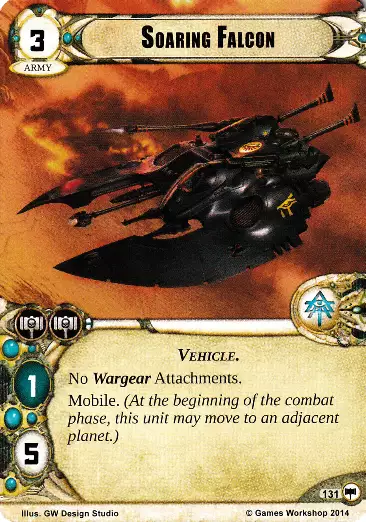 3
SOARING FALCON
ARMY
VEHICLE.
1
No Wargear Attachments.
Mobile. (At the beginning of the combat
phase, this unit may move to an adjacent
planet.)
5
131
Illus. GW Design Studio
© Games Workshop 2014